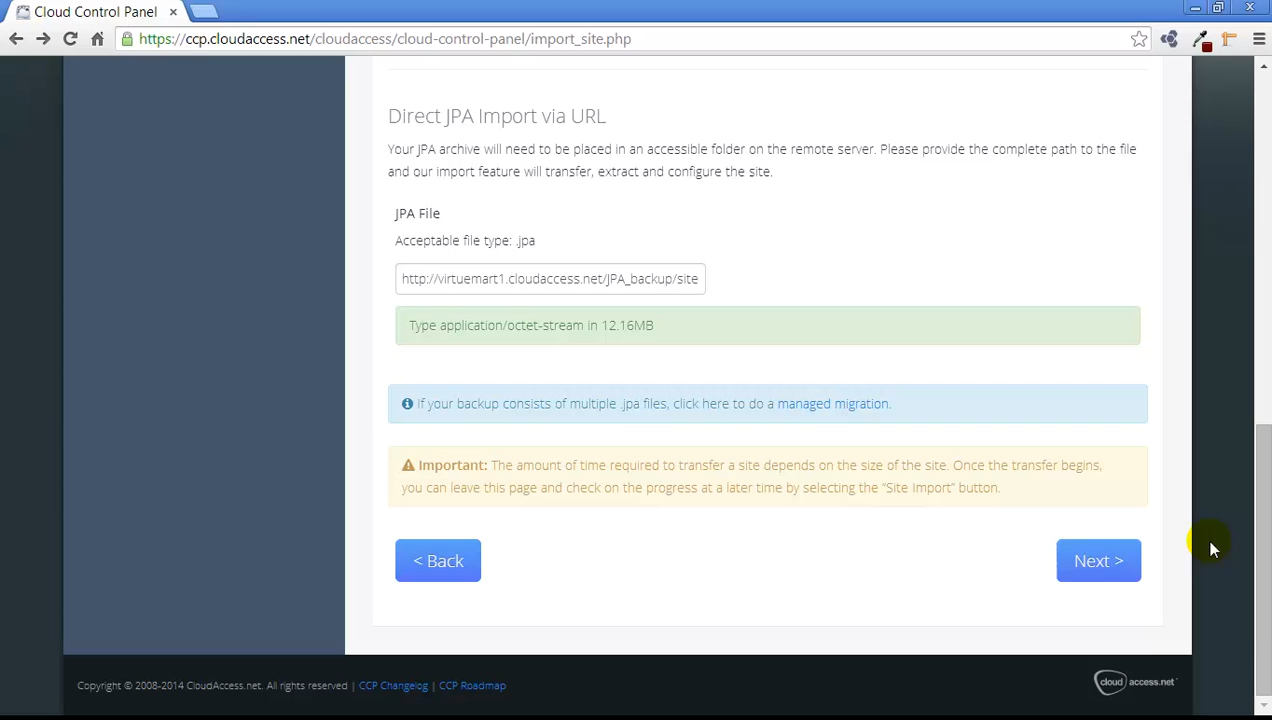 Cloud Control Panel
https://ccp.cloudaccess.net/cloudaccess/cloud-control-panel/import_site.php
Direct JPA Import via URL
Your JPA archive will need to be placed in an accessible folder on the remote server. Please provide the complete path to the file
and our import feature will transfer, extract and configure the site.
JPA File
Acceptable file type: .jpa
http://virtuemart1.cloudaccess.net/JPA_backup/site
Type application/octet-stream in 12.16MB
If your backup consists of multiple .jpa files, click here to do a managed migration.
Important: The amount of time required to transfer a site depends on the size of the site. Once the transfer begins,
you can leave this page and check on the progress at a later time by selecting the “Site Import” button.
< Back
Next >
Copyright © 2008-2014 CloudAccess.net. All rights reserved | CCP Changelog | CCP Roadmap
cloud access.net